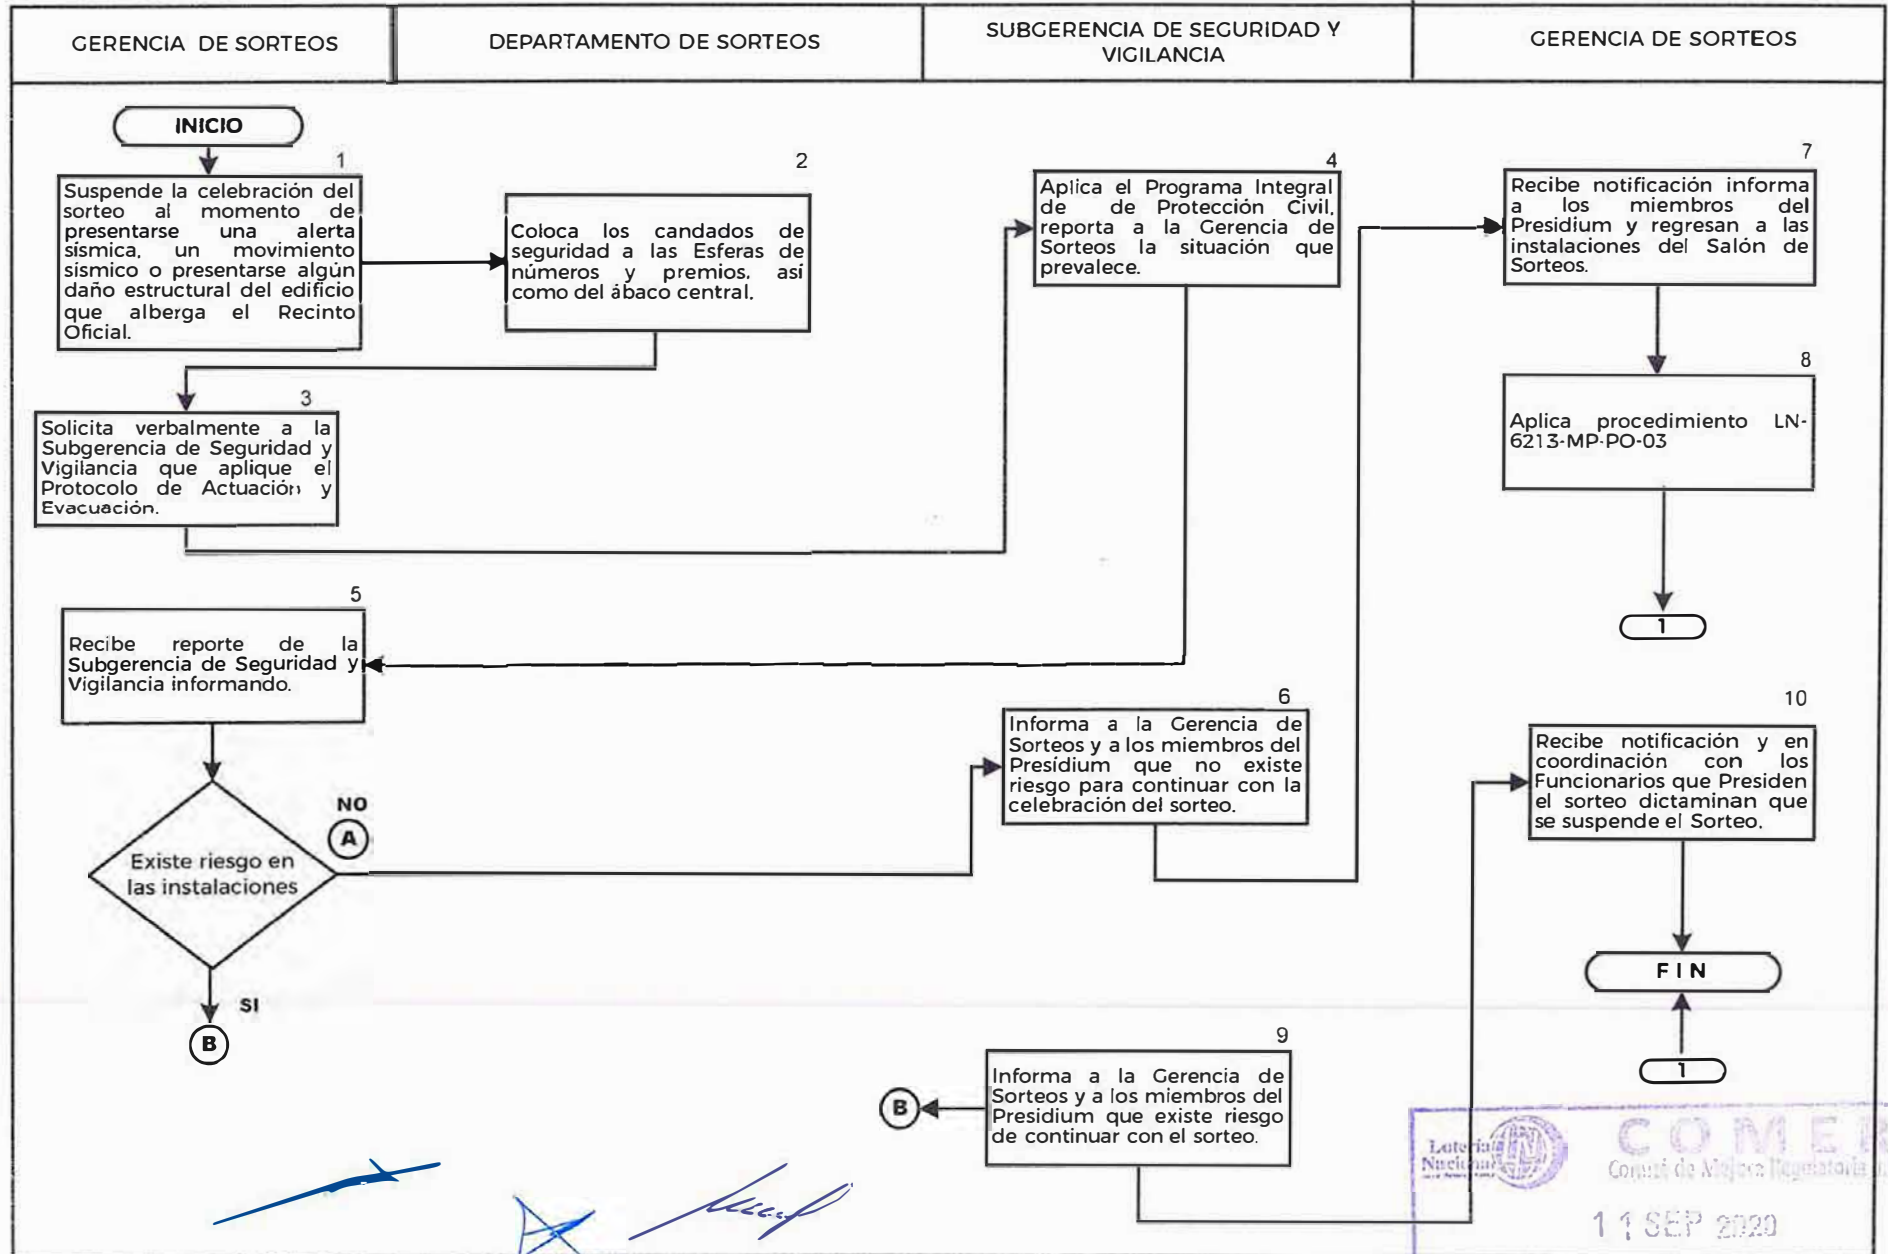 GERENCIA DE SORTEOS
DEPARTAMENTO DE SORTEOS
SUBGERENCIA DE SEGURIDAD Y
VIGILANCIA
GERENCIA DE SORTEOS
INICIO
1
Suspende la celebración del
sorteo al momento de
presentarse una alerta
sísmica, un movimiento
sísmico o presentarse algún
daño estructural del edificio
que alberga el Recinto
Oficial.
2
Coloca los candados de
seguridad a las Esferas de
números y premios, así
como del ábaco central,
3
Solicita verbalmente a la
Subgerencia de Seguridad y
Vigilancia que aplique el
Protocolo de Actuación y
Evacuación.
4
Aplica el Programa Integral
de de Protección Civil,
reporta a la Gerencia de
Sorteos la situación que
prevalece.
5
Recibe reporte de la
Subgerencia de Seguridad y
Vigilancia informando.
Existe riesgo en
las instalaciones
NO
A
SI
B
6
Informa a la Gerencia de
Sorteos y a los miembros del
Presídium que no existe
riesgo para continuar con la
celebración del sorteo.
7
Recibe notificación informa
a los miembros del
Presidium y regresan a las
instalaciones del Salón de
Sorteos.
8
Aplica procedimiento LN-
6213-MP-PO-03
1
9
Informa a la Gerencia de
Sorteos y a los miembros del
Presidium que existe riesgo
de continuar con el sorteo.
B
10
Recibe notificación y en
coordinación con los
Funcionarios que Presiden
el sorteo dictaminan que
se suspende el Sorteo.
FIN
1
Lotería
Nacional
COMER
Comité de Mejora Regulatoria
11 SEP 2020